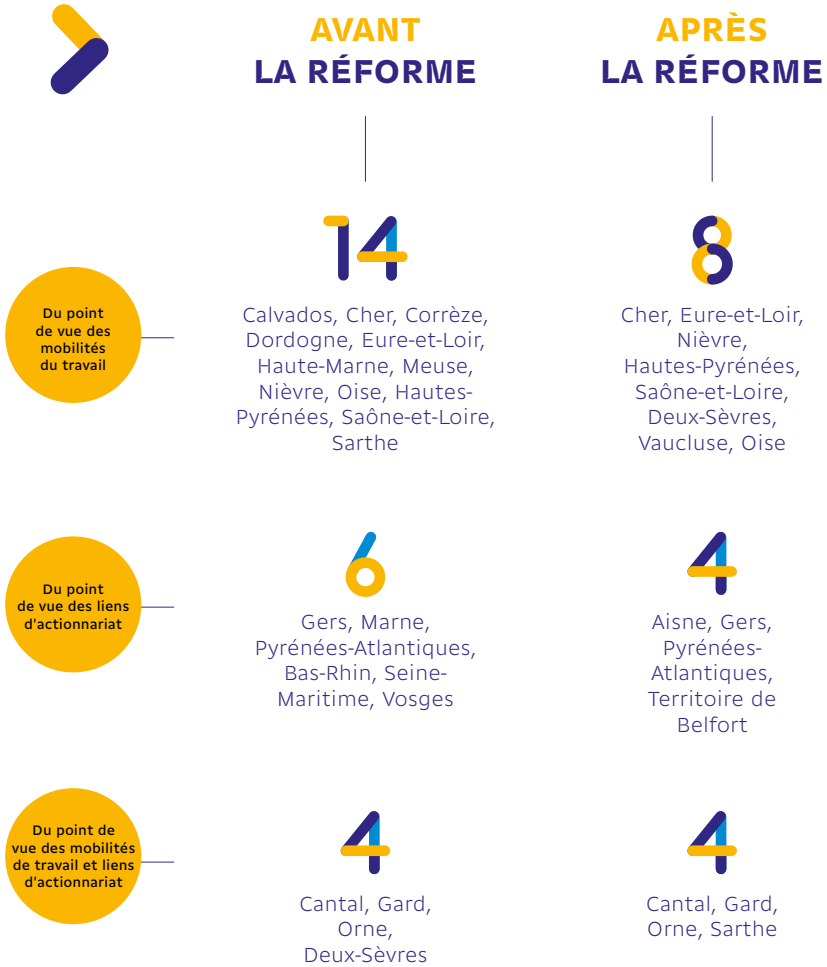 AVANT
LA RÉFORME
APRÈS
LA RÉFORME
Du point
de vue des
mobilités
du travail
14
Calvados, Cher, Corrèze,
Dordogne, Eure-et-Loir,
Haute-Marne, Meuse,
Nièvre, Oise, Hautes-
Pyrénées, Saône-et-Loire,
Sarthe
8
Cher, Eure-et-Loir,
Nièvre,
Hautes-Pyrénées,
Saône-et-Loire,
Deux-Sèvres,
Vaucluse, Oise
Du point
de vue des liens
d'actionnariat
6
Gers, Marne,
Pyrénées-Atlantiques,
Bas-Rhin, Seine-
Maritime, Vosges
4
Aisne, Gers,
Pyrénées-
Atlantiques,
Territoire de
Belfort
Du point de
vue des mobilités
de travail et liens
d'actionnariat
4
Cantal, Gard,
Orne,
Deux-Sèvres
4
Cantal, Gard,
Orne, Sarthe